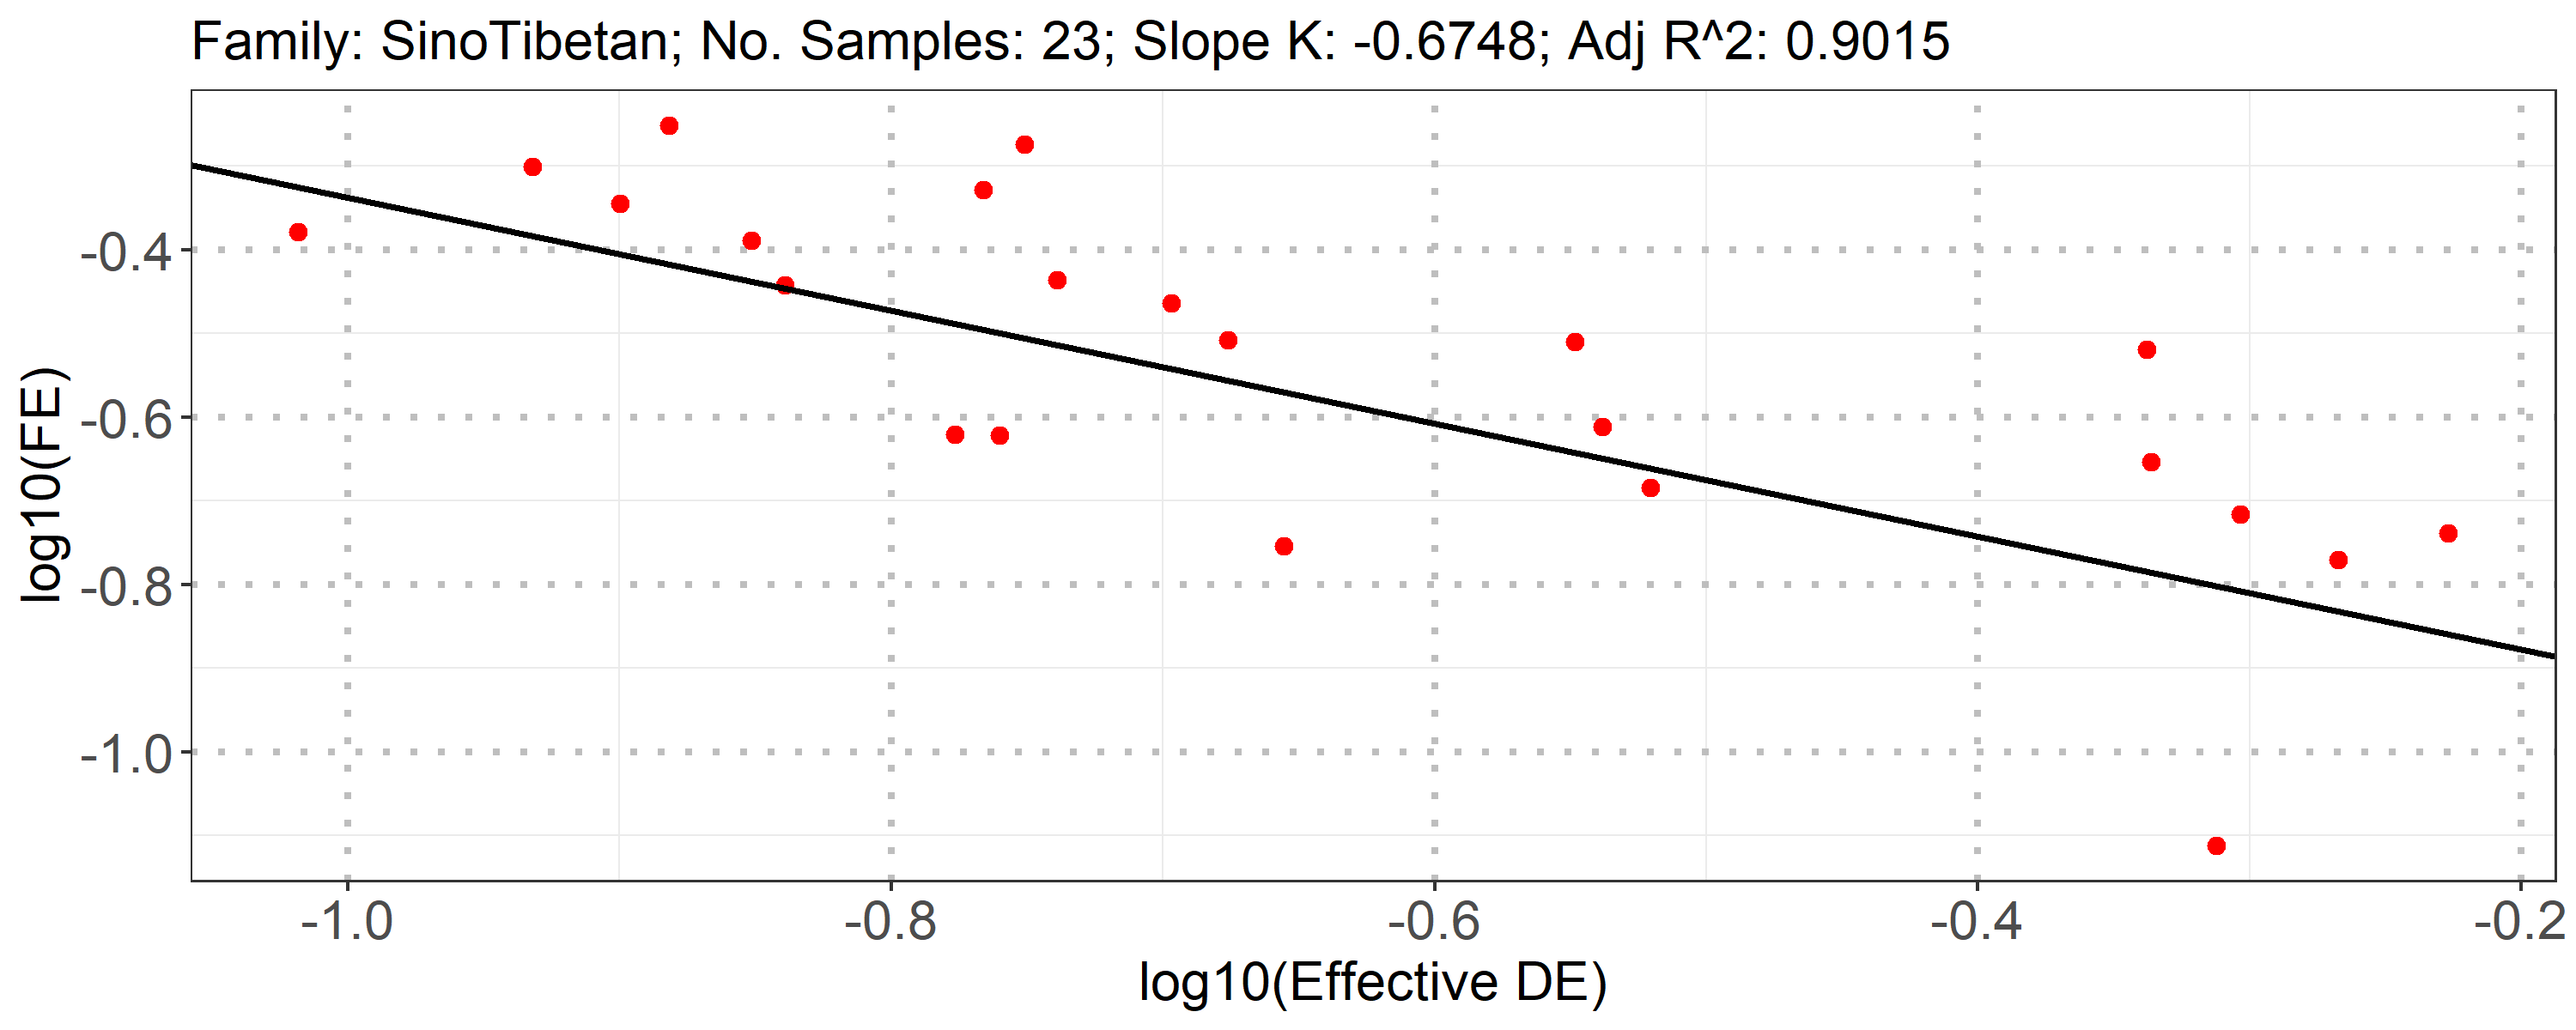 Family: SinoTibetan; No. Samples: 23; Slope K: -0.6748; Adj R^2: 0.9015
log10(FE)
-0.4
-0.6
-0.8
-1.0
-1.0 -0.8 -0.6 -0.4 -0.2
log10(Effective DE)